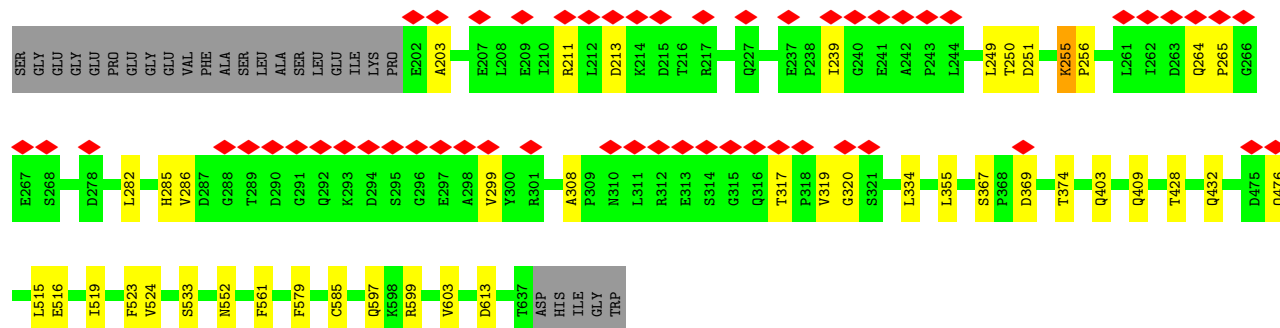 SER GLY GLU GLU GLY GLU PRO GLU GLY GLU VAL PHE ALA SER LEU ALA SER LEU GLU ILE LYS PRO E202 A203 E207 L208 E209 I210 R211 L212 D213 K214 D215 T216 R217 Q227 E237 P238 I239 G240 E241 A242 P243 L244 L249 T250 D251 K255 P256 L261 I262 D263 Q264 P265 G266
E267 S268 D278 L282 H285 V286 D287 G288 T289 D290 G291 Q292 K293 D294 S295 G296 E297 A298 V299 Y300 R301 A308 P309 N310 L311 R312 E313 S314 G315 Q316 T317 P318 V319 G320 S321 L334 L355 S367 P368 D369 T374 Q403 Q409 T428 Q432 D475 Q476
L515 E516 I519 F523 V524 S533 N552 F561 F579 C585 Q597 K598 R599 V603 D613 T637 ASP HIS ILE GLY TRP